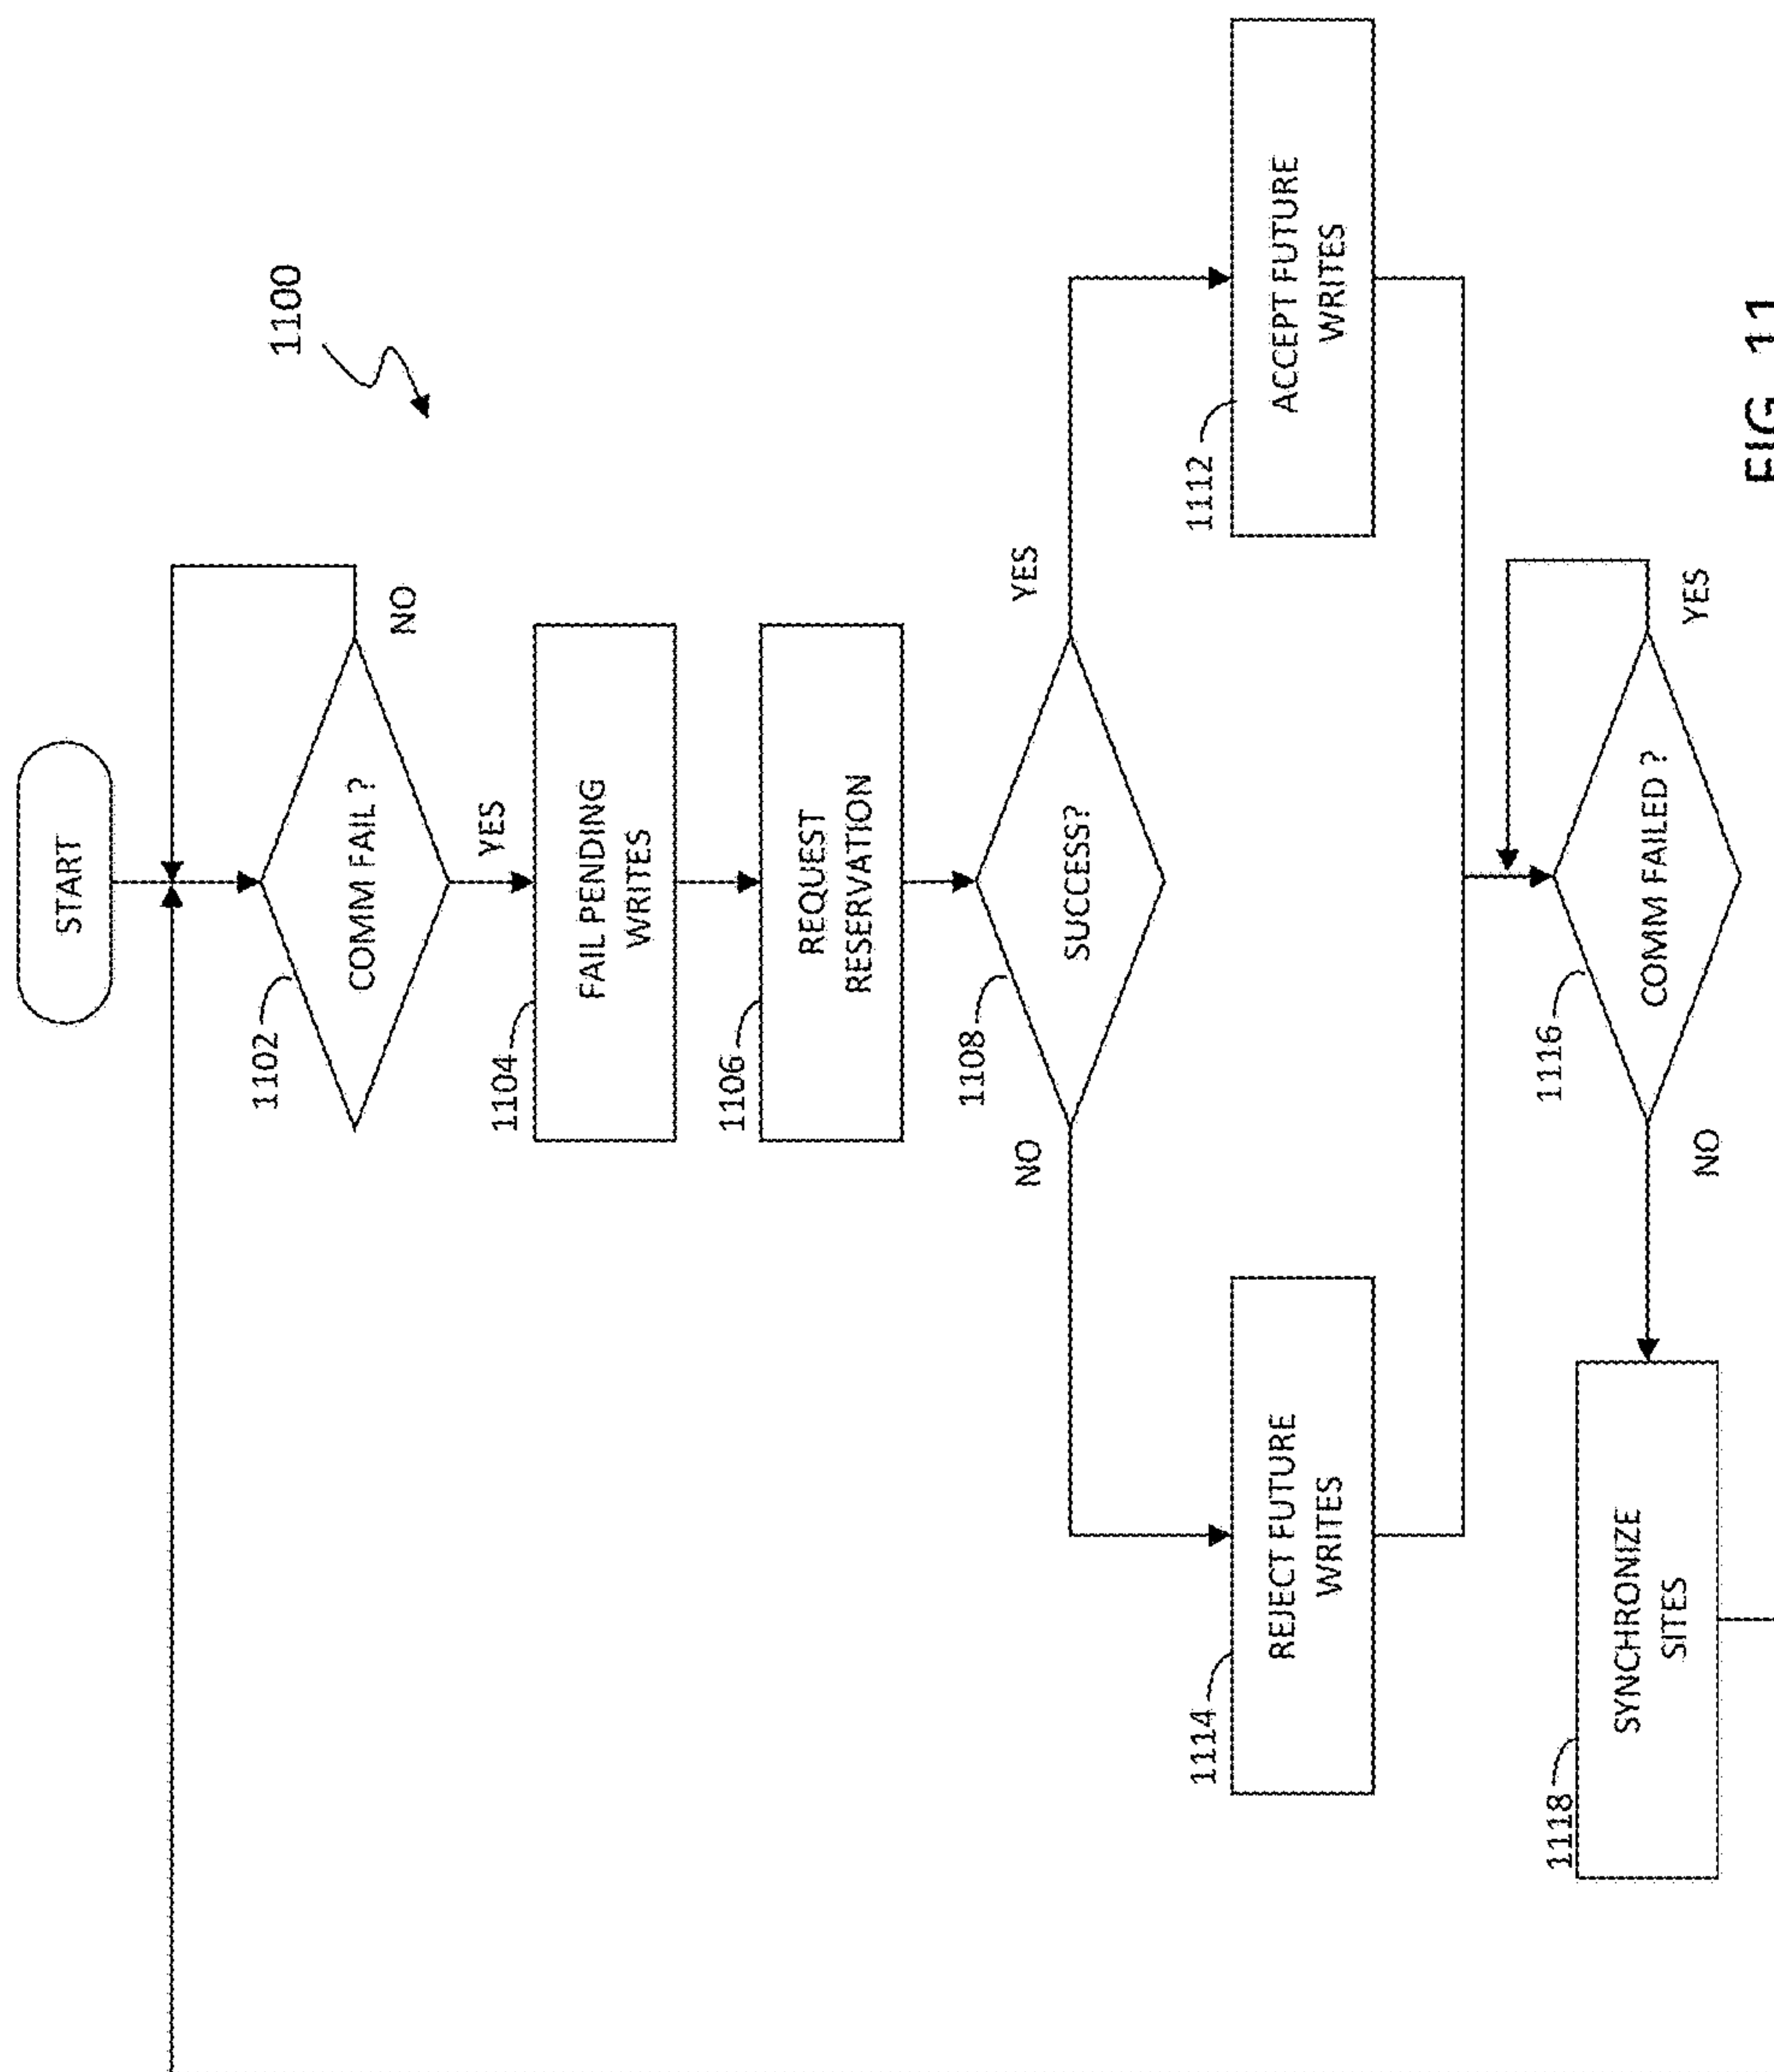 START
1100
1102
COMM FAIL ?
NO
YES
1104
FAIL PENDING
WRITES
1106
REQUEST
RESERVATION
1108
SUCCESS?
NO
YES
1114
REJECT FUTURE
WRITES
1112
ACCEPT FUTURE
WRITES
1116
COMM FAILED ?
YES
NO
1118
SYNCHRONIZE
SITES
FIG. 11